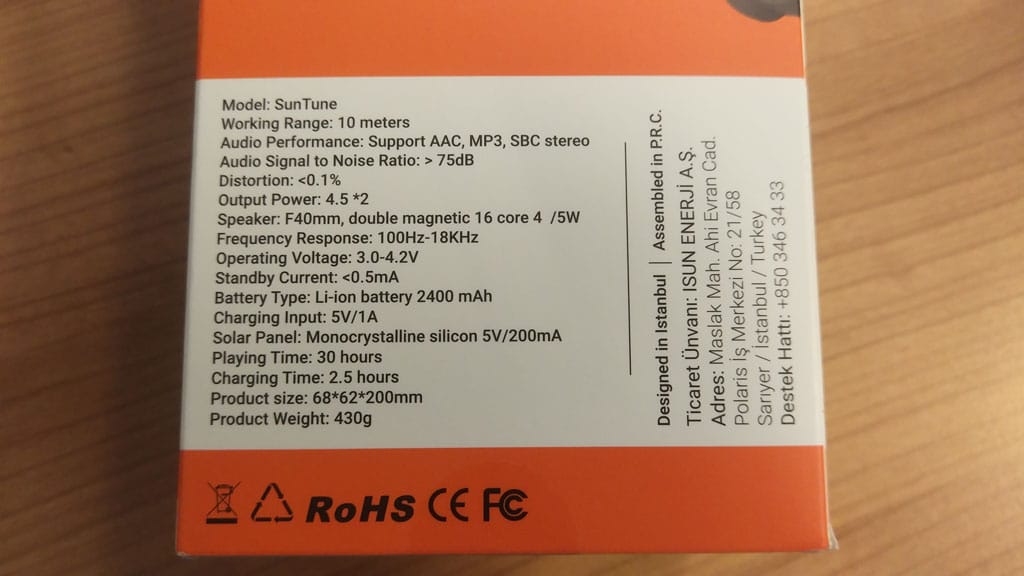 Model: SunTune
Working Range: 10 meters
Audio Performance: Support AAC, MP3, SBC stereo
Audio Signal to Noise Ratio: > 75dB
Distortion: <0.1%
Output Power: 4.5 *2
Speaker: F40mm, double magnetic 16 core 4 /5W
Frequency Response: 100Hz-18KHz
Operating Voltage: 3.0-4.2V
Standby Current: <0.5mA
Battery Type: Li-ion battery 2400 mAh
Charging Input: 5V/1A
Solar Panel: Monocrystalline silicon 5V/200mA
Playing Time: 30 hours
Charging Time: 2.5 hours
Product size: 68*62*200mm
Product Weight: 430g
Designed in Istanbul | Assembled in P.R.C.
Ticaret Ünvanı: ISUN ENERJİ A.Ş.
Adres: Maslak Mah. Ahi Evran Cad.
Polaris İş Merkezi No: 21/58
Sarıyer / İstanbul / Turkey
Destek Hattı: +850 346 34 33
RoHS CE FC